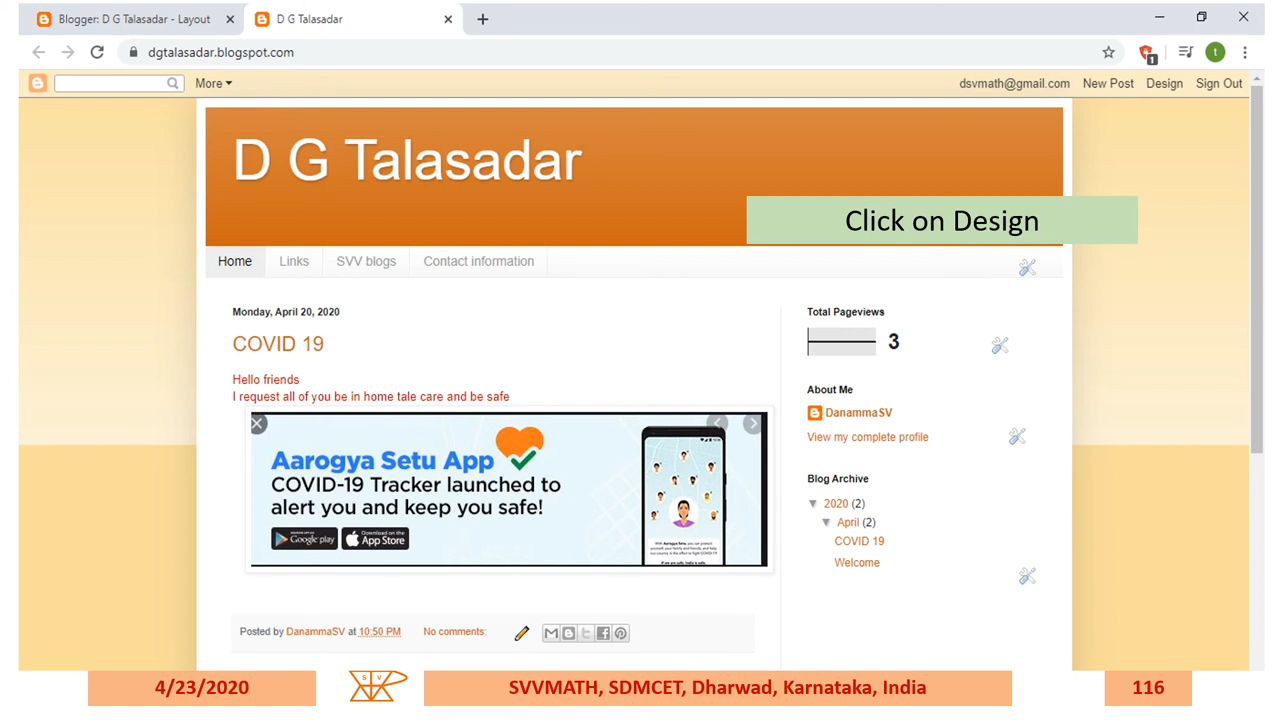 Blogger: D G Talasadar - Layout
D G Talasadar
dgtalasadar.blogspot.com
1
t
More
dsvmath@gmail.com New Post Design Sign Out
D G Talasadar
Click on Design
Home Links SVV blogs Contact information
Monday, April 20, 2020
COVID 19
Hello friends
I request all of you be in home tale care and be safe
Aarogya Setu App
COVID-19 Tracker launched to
alert you and keep you safe!
Google play
Download on the
App Store
Posted by DanammaSV at 10:50 PM No comments:
Total Pageviews
3
About Me
DanammaSV
View my complete profile
Blog Archive
▼ 2020 (2)
▼ April (2)
COVID 19
Welcome
4/23/2020
S V
SVVMATH, SDMCET, Dharwad, Karnataka, India
116